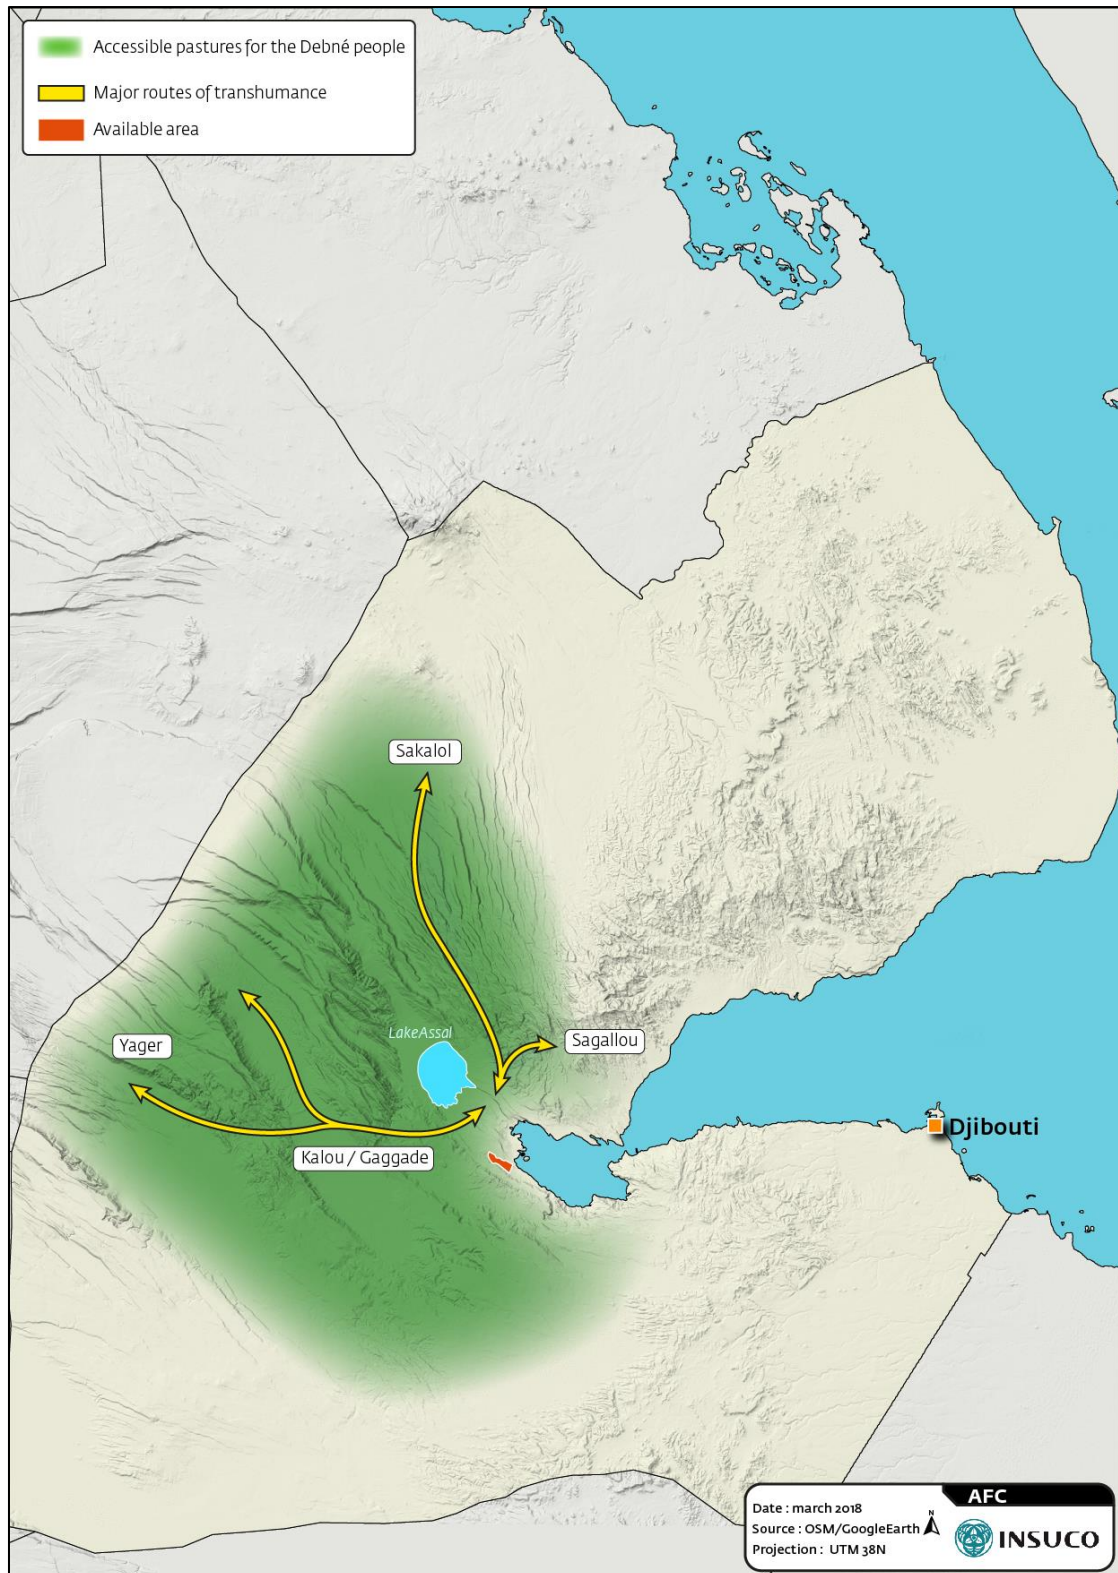 Accessible pastures for the Debné people
Major routes of transhumance
Available area
Sakalol
LakeAssal
Sagallou
Yager
Djibouti
Kalou / Gaggade
AFC
Date : march 2018
Source : OSM/GoogleEarth
N
Projection : UTM 38N
INSUCO